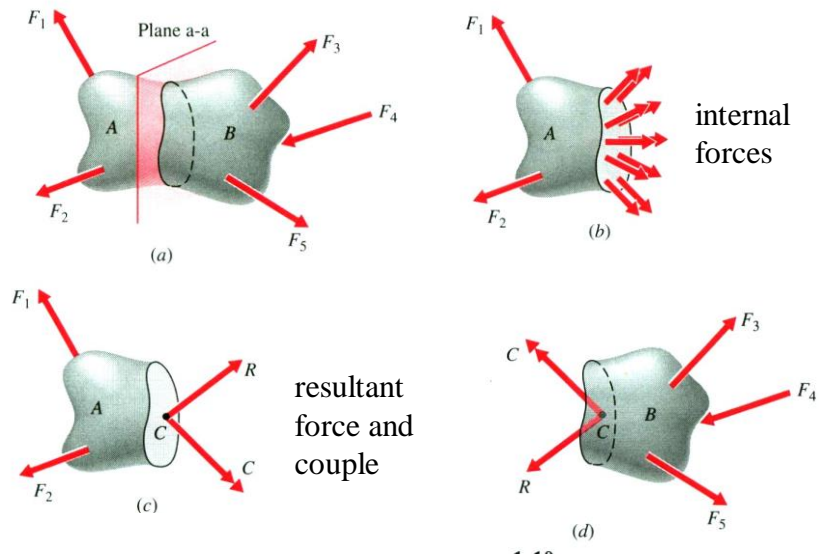 F1
Plane a-a
F3
A
B
F4
F2
F5
(a)
F1
A
F2
internal
forces
(b)
F1
A
R
C
C
F2
(c)
resultant
force and
couple
C
F3
F4
C
B
R
F5
(d)